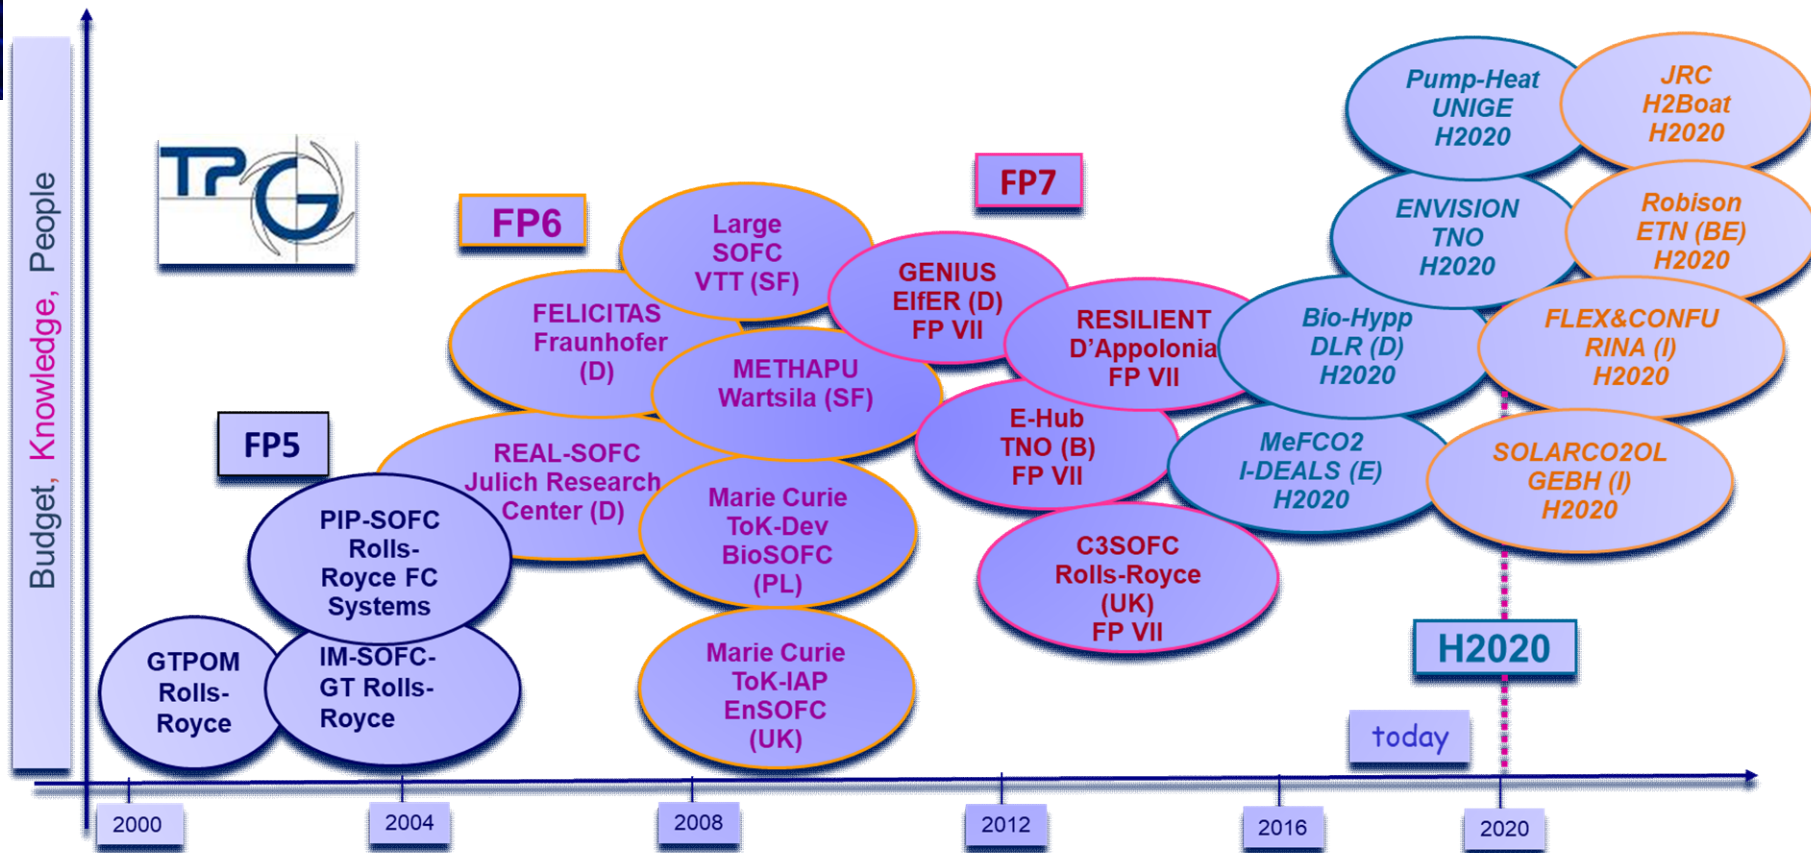 Budget, Knowledge, People
TPG
FP5
FP6
FP7
H2020
today
GTPOM
Rolls-
Royce
PIP-SOFC
Rolls-
Royce FC
Systems
IM-SOFC-
GT Rolls-
Royce
FELICITAS
Fraunhofer
(D)
REAL-SOFC
Julich Research
Center (D)
Large
SOFC
VTT (SF)
METHAPU
Wartsila (SF)
Marie Curie
ToK-Dev
BioSOFC
(PL)
Marie Curie
ToK-IAP
EnSOFC
(UK)
GENIUS
EIfER (D)
FP VII
RESILIENT
D'Appolonia
FP VII
E-Hub
TNO (B)
FP VII
C3SOFC
Rolls-Royce
(UK)
FP VII
Pump-Heat
UNIGE
H2020
ENVISION
TNO
H2020
Bio-Hypp
DLR (D)
H2020
MeFCO2
I-DEALS (E)
H2020
JRC
H2Boat
H2020
Robison
ETN (BE)
H2020
FLEX&CONFU
RINA (I)
H2020
SOLARCO2OL
GEBH (I)
H2020
2000
2004
2008
2012
2016
2020